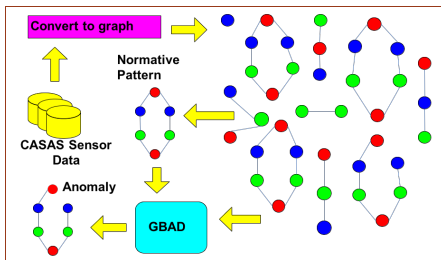 Convert to graph
Normative
Pattern
CASAS Sensor
Data
Anomaly
GBAD